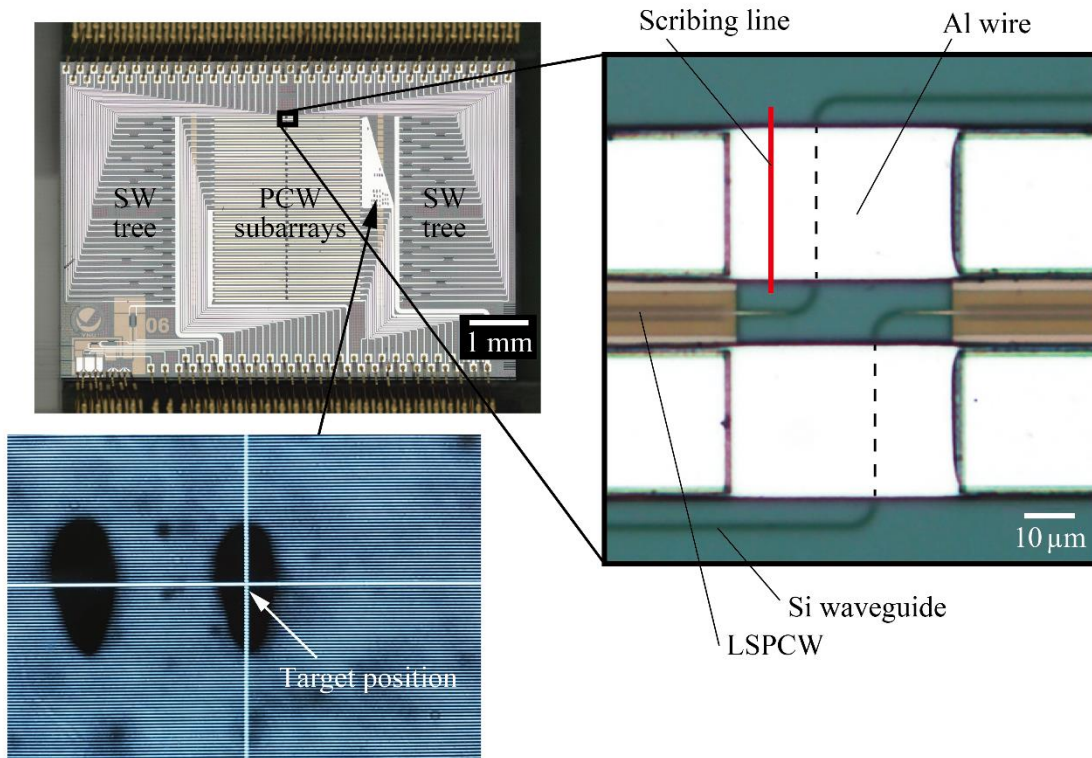 SW
tree
PCW
subarrays
SW
tree
06
1 mm
Scribing line
Al wire
10 µm
Si waveguide
LSPCW
Target position